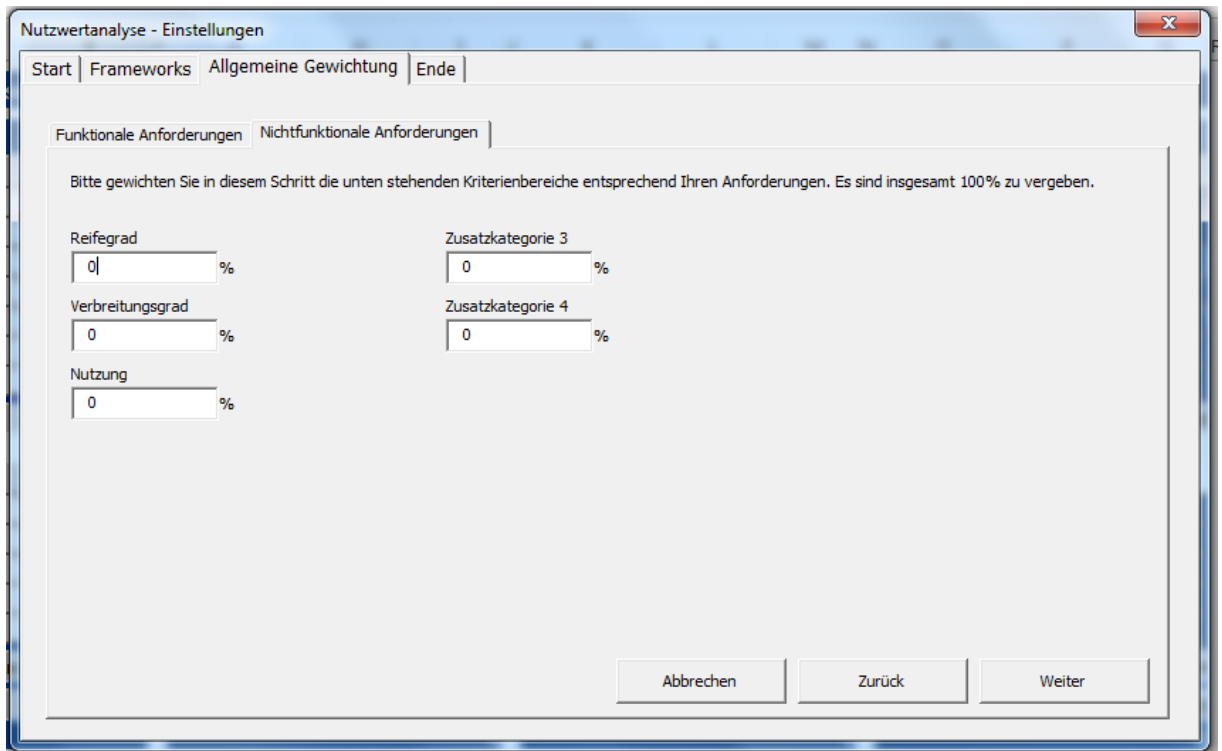 Nutzwertanalyse - Einstellungen
Start Frameworks Allgemeine Gewichtung Ende
Funktionale Anforderungen Nichtfunktionale Anforderungen
Bitte gewichten Sie in diesem Schritt die unten stehenden Kriterienbereiche entsprechend Ihren Anforderungen. Es sind insgesamt 100% zu vergeben.
Reifegrad Zusatzkategorie 3
0 % 0 %
Verbreitungsgrad Zusatzkategorie 4
0 % 0 %
Nutzung
0 %
Abbrechen Zurück Weiter